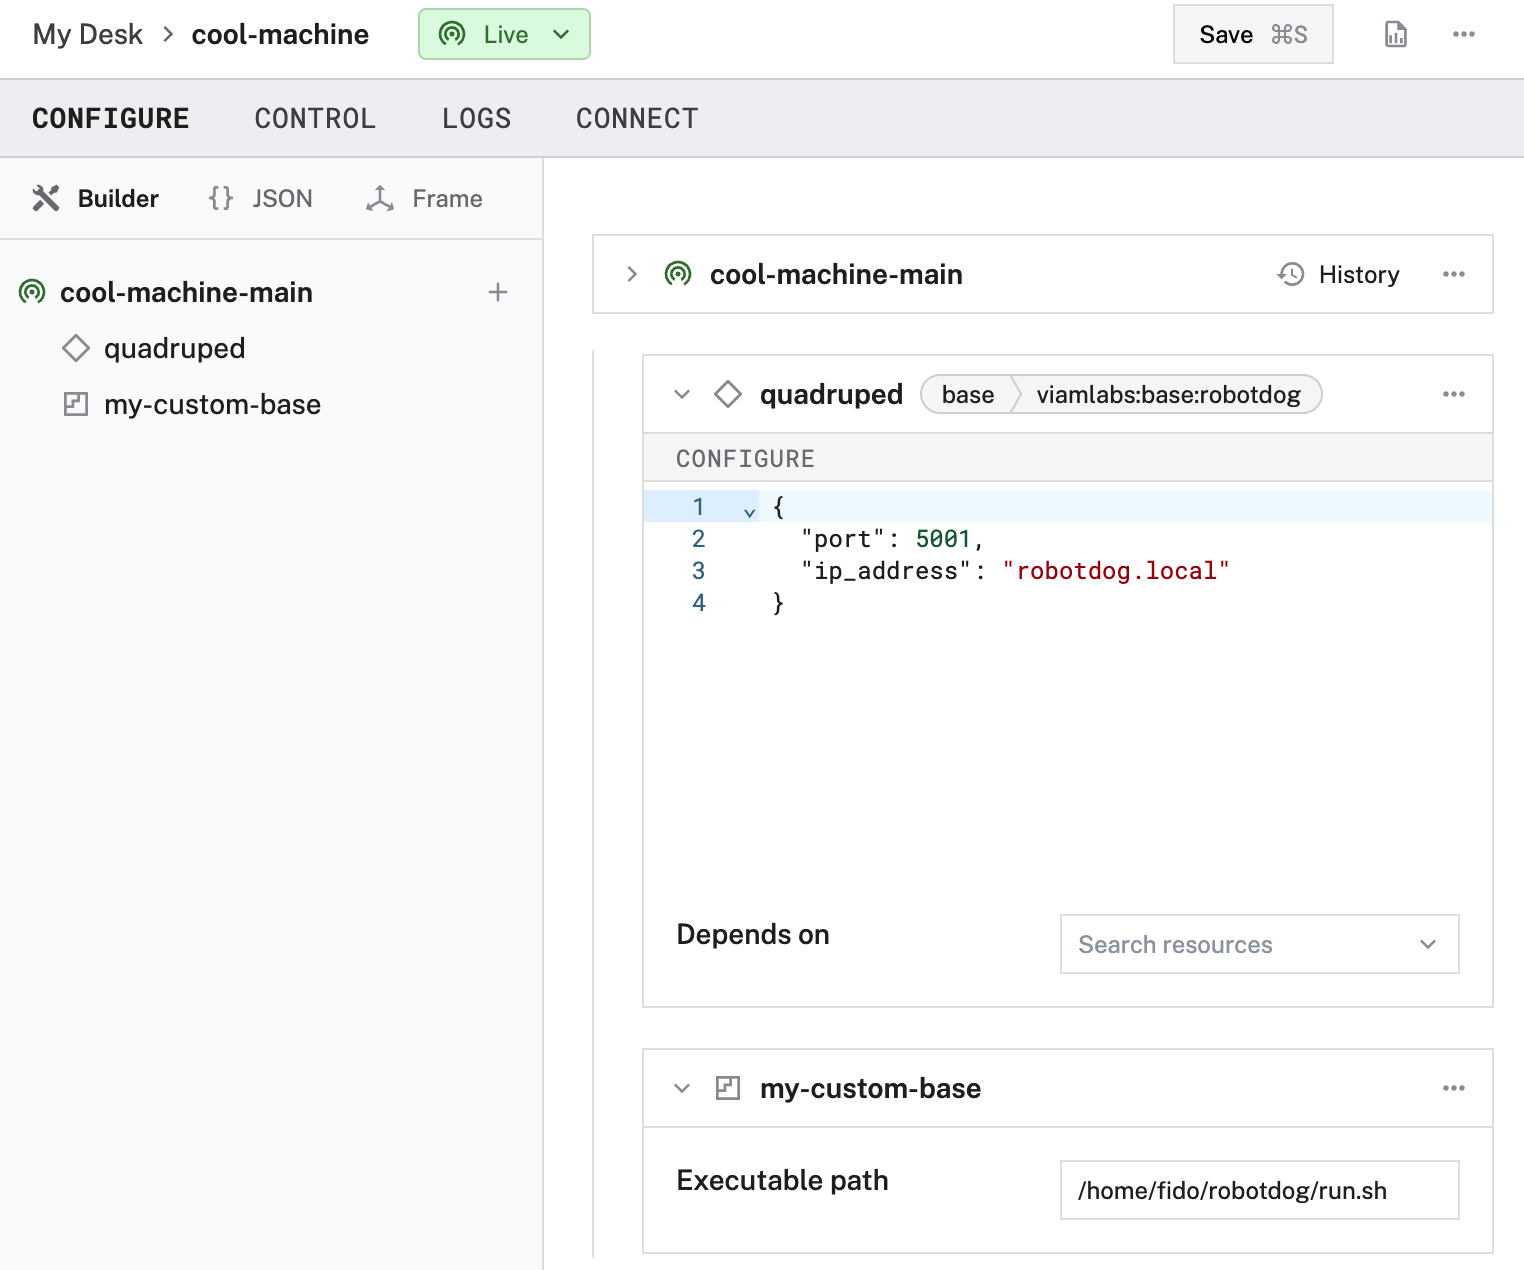 My Desk > cool-machine Live Save ⌘S
CONFIGURE CONTROL LOGS CONNECT
Builder {} JSON Frame
cool-machine-main
quadruped
my-custom-base
cool-machine-main History
quadruped base viamlabs:base:robotdog
CONFIGURE
1 {
2 "port": 5001,
3 "ip_address": "robotdog.local"
4 }
Depends on Search resources
my-custom-base
Executable path /home/fido/robotdog/run.sh